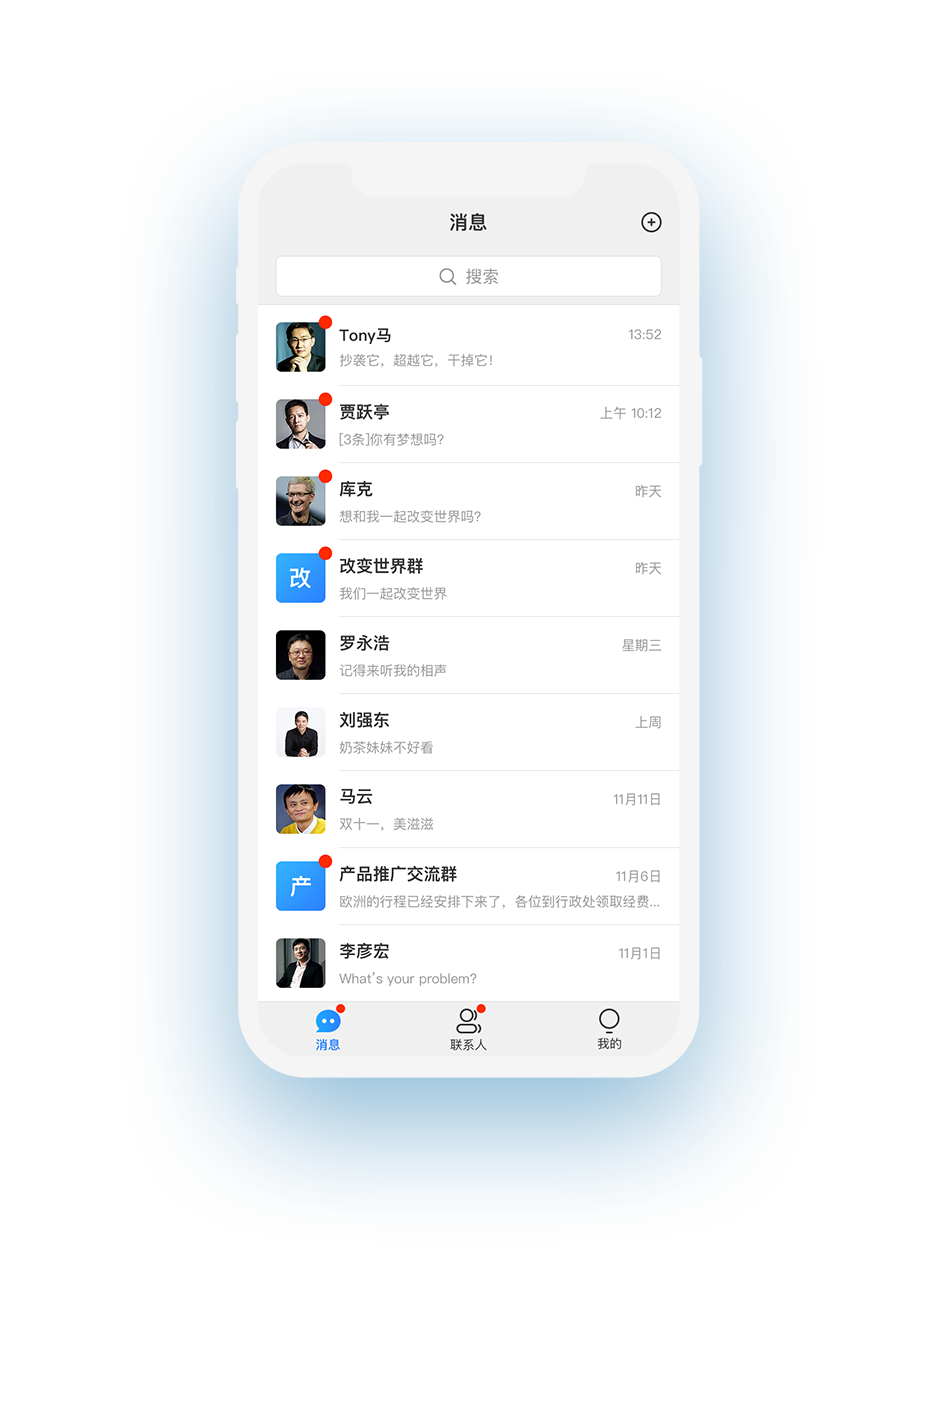 消息
搜索
Tony马
13:52
抄袭它，超越它，干掉它！
贾跃亭
上午 10:12
[3条]你有梦想吗？
库克
昨天
想和我一起改变世界吗？
改
改变世界群
昨天
我们一起改变世界
罗永浩
星期三
记得来听我的相声
刘强东
上周
奶茶妹妹不好看
马云
11月11日
双十一，美滋滋
产
产品推广交流群
11月6日
欧洲的行程已经安排下来了，各位到行政处领取经费...
李彦宏
11月1日
What's your problem?
消息
联系人
我的